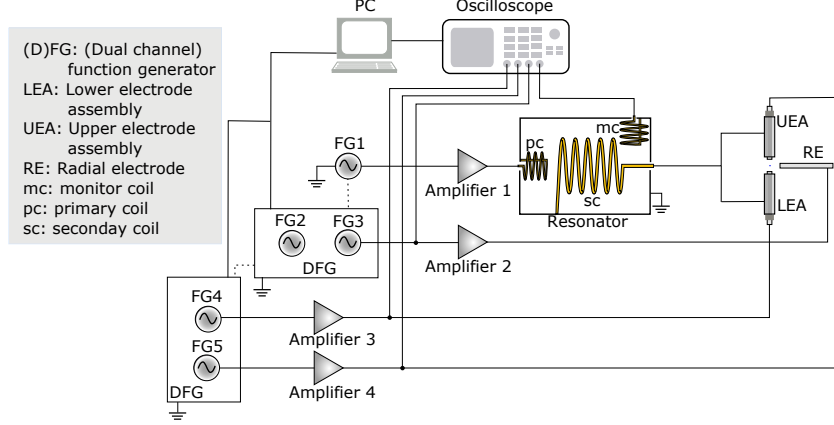 PC
Oscilloscope
(D)FG: (Dual channel)
function generator
LEA: Lower electrode
assembly
UEA: Upper electrode
assembly
RE: Radial electrode
mc: monitor coil
pc: primary coil
sc: seconday coil
FG1
Amplifier 1
pc
mc
sc
Resonator
UEA
RE
LEA
FG2
FG3
DFG
Amplifier 2
FG4
Amplifier 3
FG5
DFG
Amplifier 4